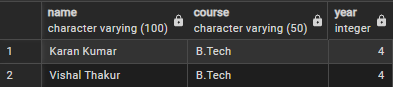 name course year
character varying (100) character varying (50) integer
1 Karan Kumar B.Tech 4
2 Vishal Thakur B.Tech 4